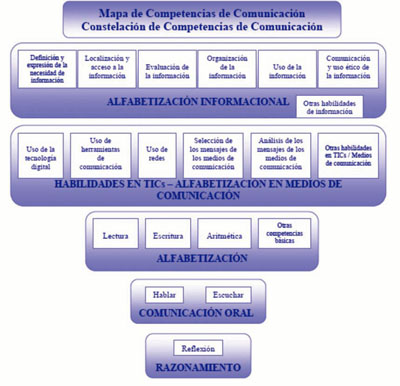 Mapa de Competencias de Comunicación
Constelación de Competencias de Comunicación
Definición y
expresión de la
necesidad de
información
Localización y
acceso a la
información
Evaluación de
la información
Organización
de la
información
Uso de la
información
Comunicación
y uso ético de
la información
ALFABETIZACIÓN INFORMACIONAL
Otras habilidades
de información
Uso de la
tecnología
digital
Uso de
herramientas
de
comunicación
Uso de
redes
Selección de
los mensajes
de los medios
de
comunicación
Análisis de los
mensajes de los
medios de
comunicación
Otras habilidades
en TICs / Medios
de comunicación
HABILIDADES EN TICs – ALFABETIZACIÓN EN MEDIOS DE
COMUNICACIÓN
Lectura
Escritura
Aritmética
Otras
competencias
básicas
ALFABETIZACIÓN
Hablar
Escuchar
COMUNICACIÓN ORAL
Reflexión
RAZONAMIENTO